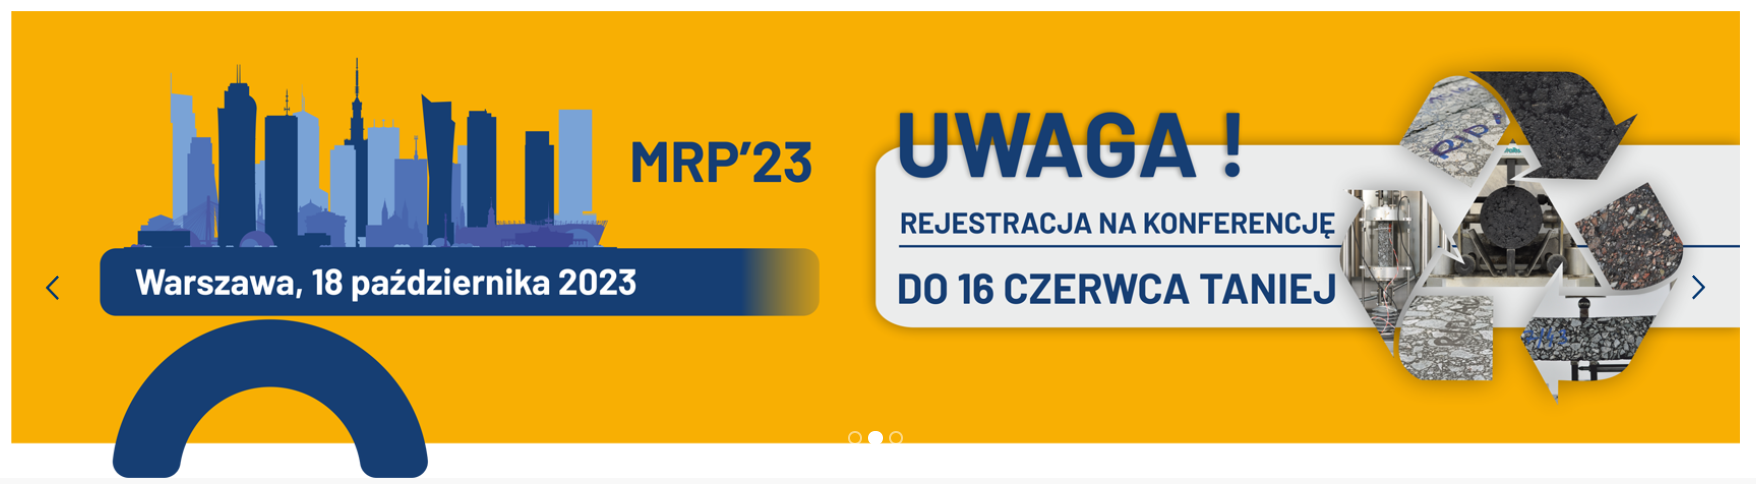 MRP’23
Warszawa, 18 października 2023
UWAGA !
REJESTRACJA NA KONFERENCJĘ
DO 16 CZERWCA TANIEJ